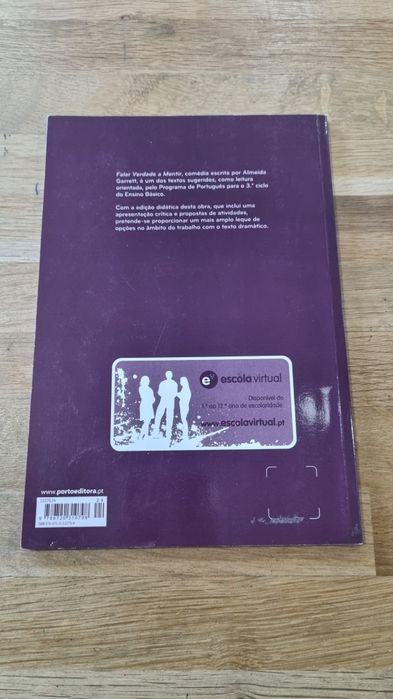 Falar Verdade a Mentir, comédia escrita por Almeida
Garrett, é um dos textos sugeridos, como leitura
orientada, pelo Programa de Português para o 3.º ciclo
do Ensino Básico.
Com a edição didática desta obra, que inclui uma
apresentação crítica e propostas de atividades,
pretende-se proporcionar um mais amplo leque de
opções no âmbito do trabalho com o texto dramático.
ev escolavirtual
Disponível do
1.º ao 12.º ano de escolaridade.
www.escolavirtual.pt
www.portoeditora.pt